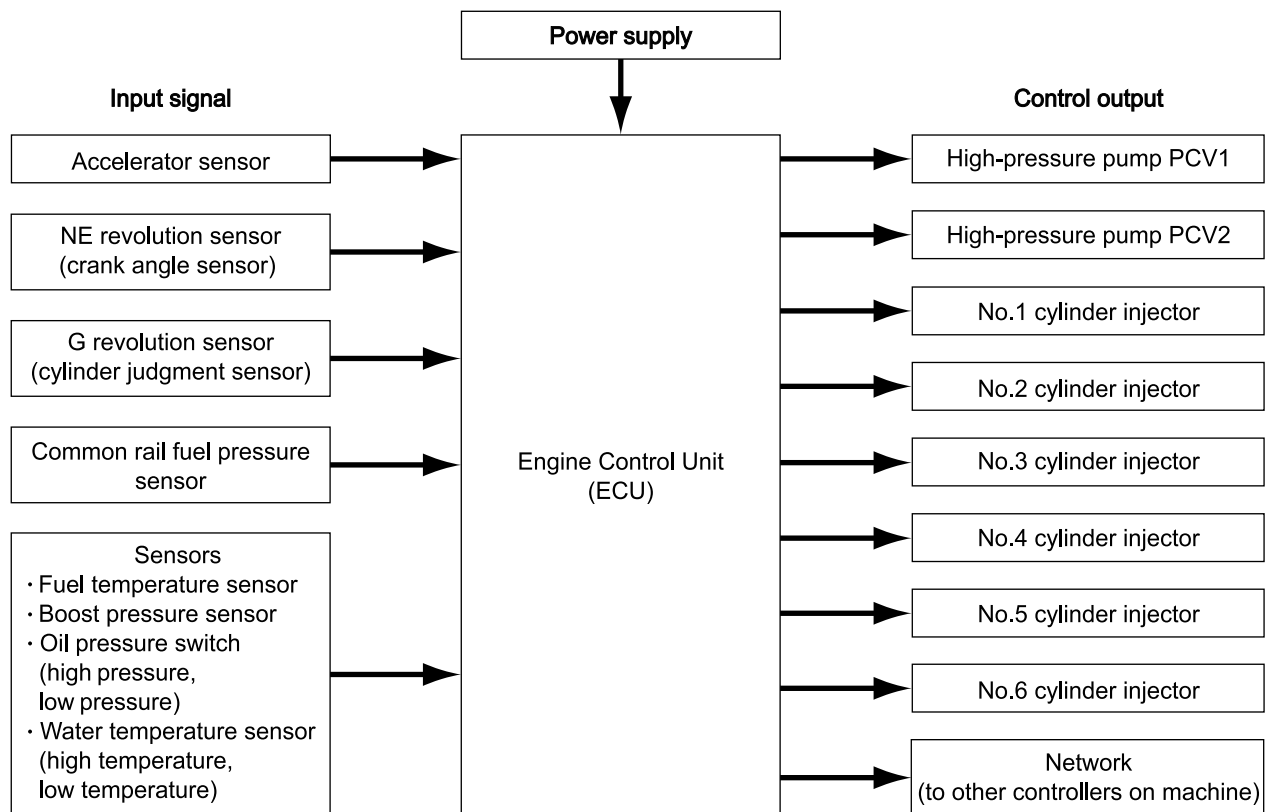 Power supply
Input signal
Control output
Accelerator sensor
NE revolution sensor
(crank angle sensor)
G revolution sensor
(cylinder judgment sensor)
Common rail fuel pressure
sensor
Sensors
· Fuel temperature sensor
· Boost pressure sensor
· Oil pressure switch
(high pressure,
low pressure)
· Water temperature sensor
(high temperature,
low temperature)
Engine Control Unit
(ECU)
High-pressure pump PCV1
High-pressure pump PCV2
No.1 cylinder injector
No.2 cylinder injector
No.3 cylinder injector
No.4 cylinder injector
No.5 cylinder injector
No.6 cylinder injector
Network
(to other controllers on machine)